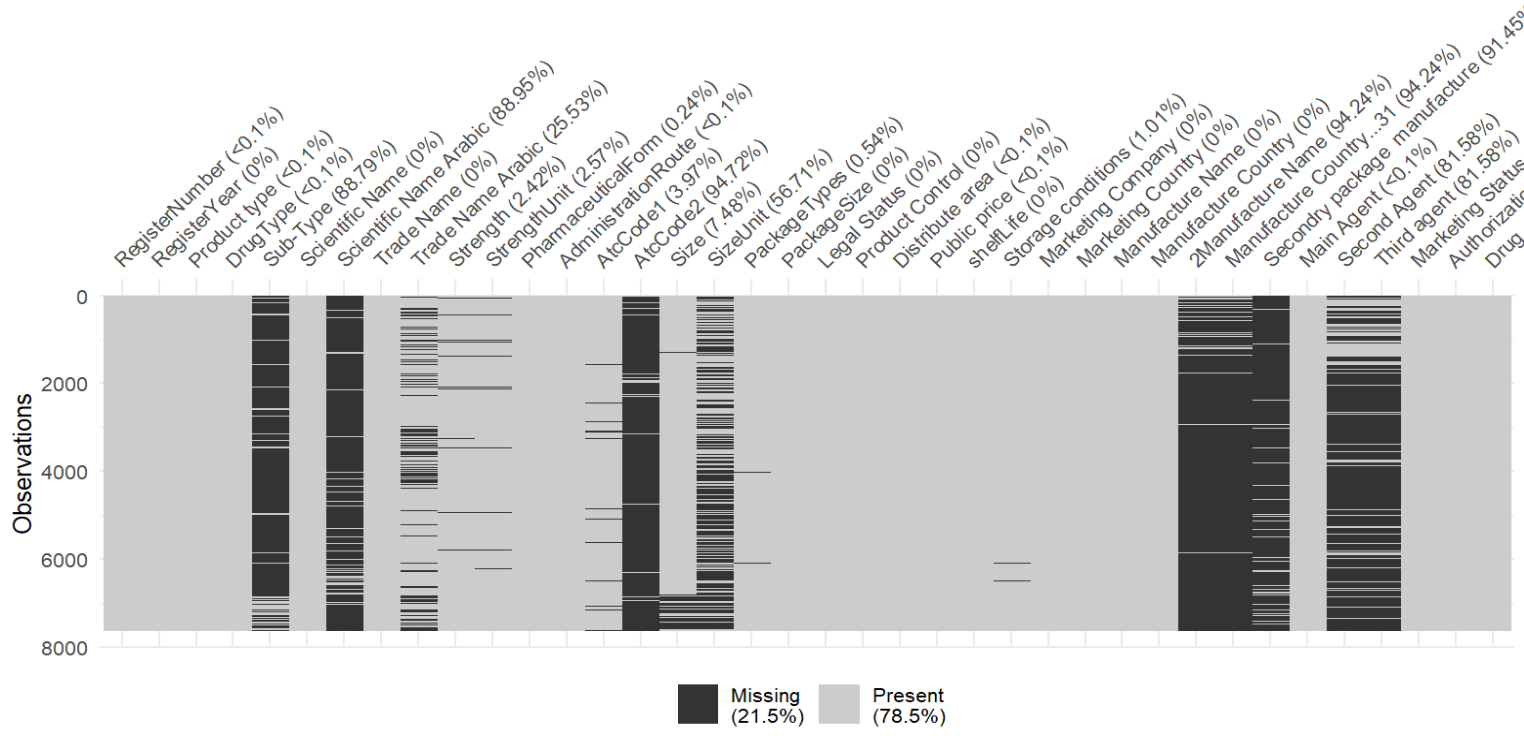 RegisterNumber (<0.1%)
RegisterYear (0%)
Product type (<0.1%)
DrugType (<0.1%)
Sub-Type (88.79%)
Scientific Name (0%)
Scientific Name Arabic (88.95%)
Trade Name (0%)
Trade Name Arabic (25.53%)
Strength (2.42%)
StrengthUnit (2.57%)
PharmaceuticalForm (0.24%)
AdministrationRoute (<0.1%)
AtcCode1 (3.97%)
AtcCode2 (94.72%)
Size (7.48%)
SizeUnit (56.71%)
PackageTypes (0.54%)
PackageSize (0%)
Legal Status (0%)
Product Control (0%)
Distribute area (<0.1%)
Public price (<0.1%)
shelfLife (0%)
Storage conditions (1.01%)
Marketing Company (0%)
Marketing Country (0%)
Manufacture Name (0%)
Manufacture Country (0%)
2Manufacture Name (94.24%)
Manufacture Country...31 (94.24%)
Secondry package manufacture (91.45%
Main Agent (<0.1%)
Second Agent (81.58%)
Third agent (81.58%)
Marketing Status
Drug
Observations
0
2000
4000
6000
8000
Missing
(21.5%)
Present
(78.5%)